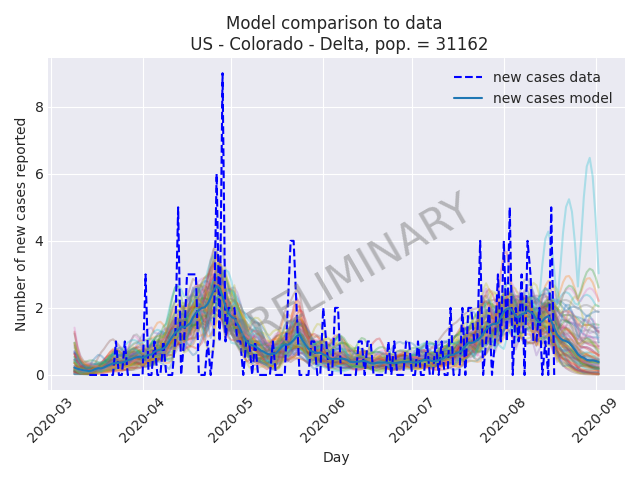 Model comparison to data
US - Colorado - Delta, pop. = 31162
new cases data
new cases model
PRELIMINARY
Number of new cases reported
8
6
4
2
0
2020-03
2020-04
2020-05
2020-06
2020-07
2020-08
2020-09
Day